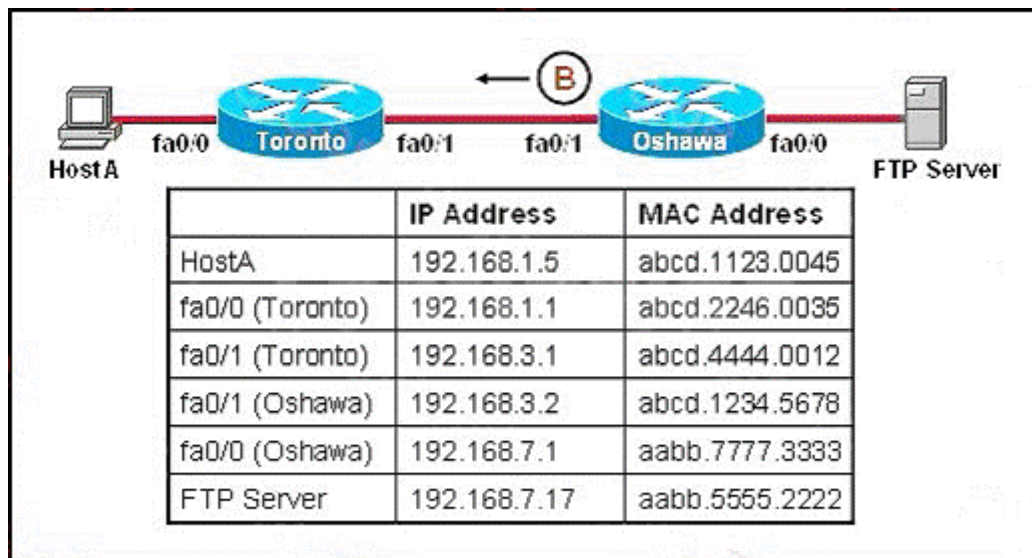 B
fa0/0 Toronto fa0/1 fa0/1 Oshawa fa0/0
HostA FTP Server
IP Address MAC Address
HostA 192.168.1.5 abcd.1123.0045
fa0/0 (Toronto) 192.168.1.1 abcd.2246.0035
fa0/1 (Toronto) 192.168.3.1 abcd.4444.0012
fa0/1 (Oshawa) 192.168.3.2 abcd.1234.5678
fa0/0 (Oshawa) 192.168.7.1 aabb.7777.3333
FTP Server 192.168.7.17 aabb.5555.2222